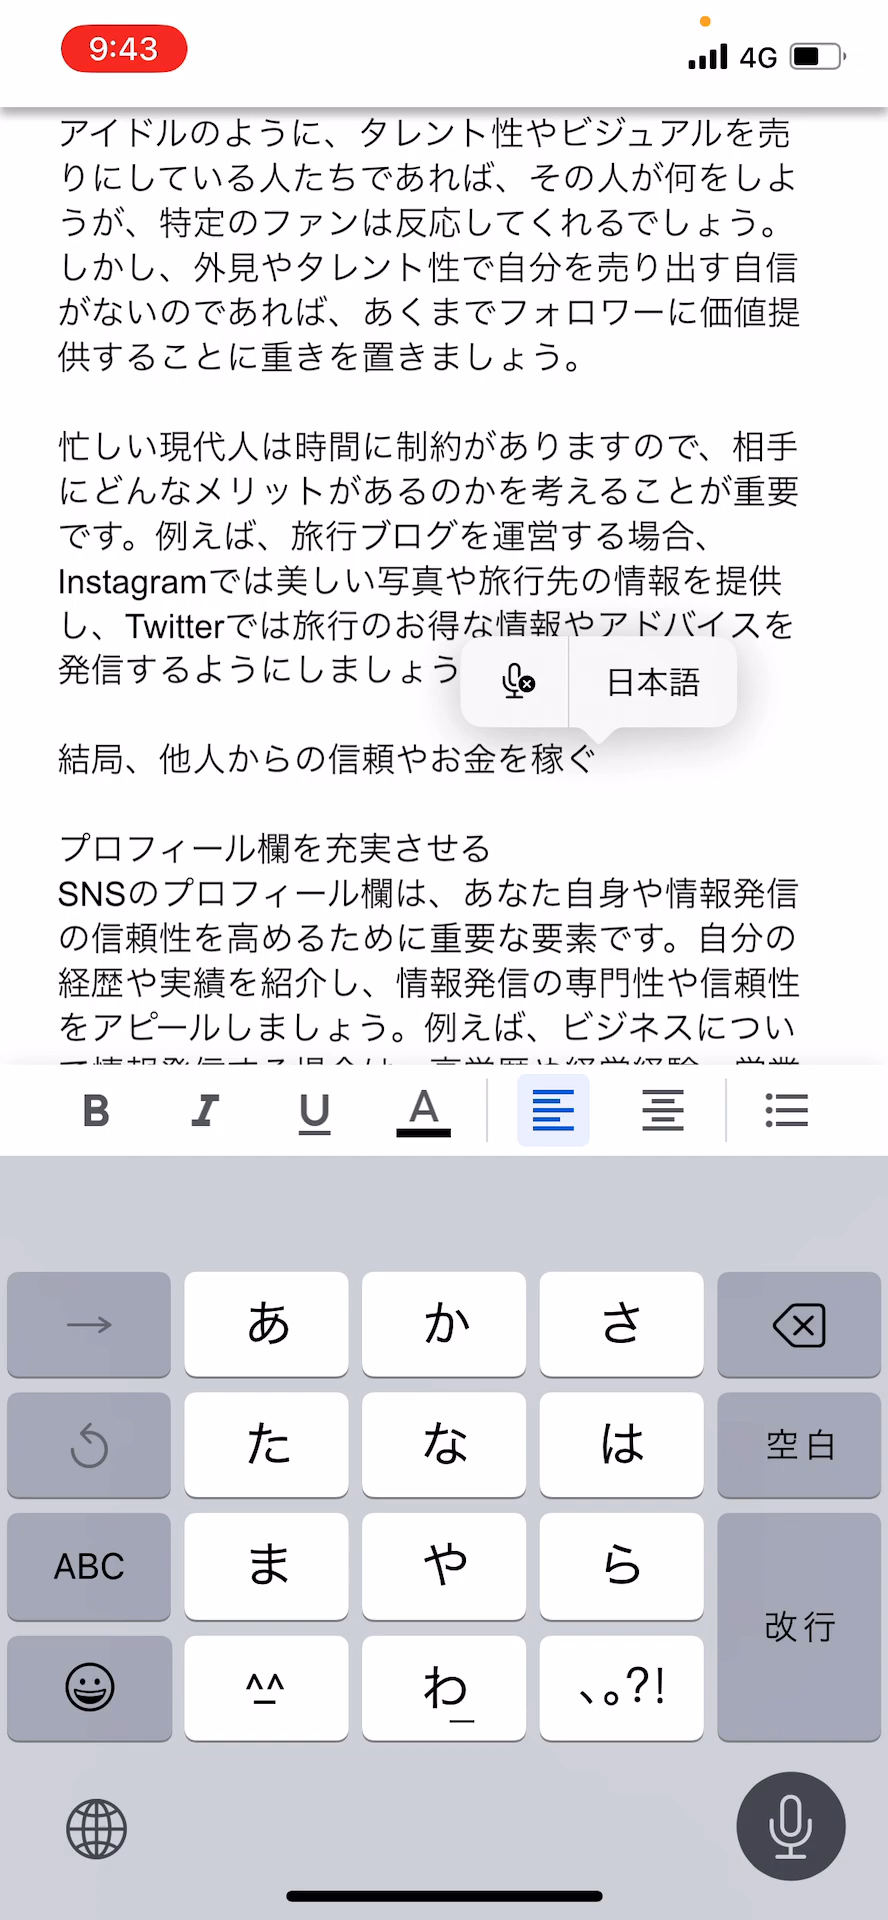 9:43
4G
アイドルのように、タレント性やビジュアルを売
りにしている人たちであれば、その人が何をしよ
うが、特定のファンは反応してくれるでしょう。
しかし、外見やタレント性で自分を売り出す自信
がないのであれば、あくまでフォロワーに価値提
供することに重きを置きましょう。
忙しい現代人は時間に制約がありますので、相手
にどんなメリットがあるのかを考えることが重要
です。例えば、旅行ブログを運営する場合、
Instagramでは美しい写真や旅行先の情報を提供
し、Twitterでは旅行のお得な情報やアドバイスを
発信するようにしましょう
日本語
結局、他人からの信頼やお金を稼ぐ
プロフィール欄を充実させる
SNSのプロフィール欄は、あなた自身や情報発信
の信頼性を高めるために重要な要素です。自分の
経歴や実績を紹介し、情報発信の専門性や信頼性
をアピールしましょう。例えば、ビジネスについ
B I U A
→ あ か さ
た な は 空白
ABC ま や ら 改行
^^ わ 、。?!